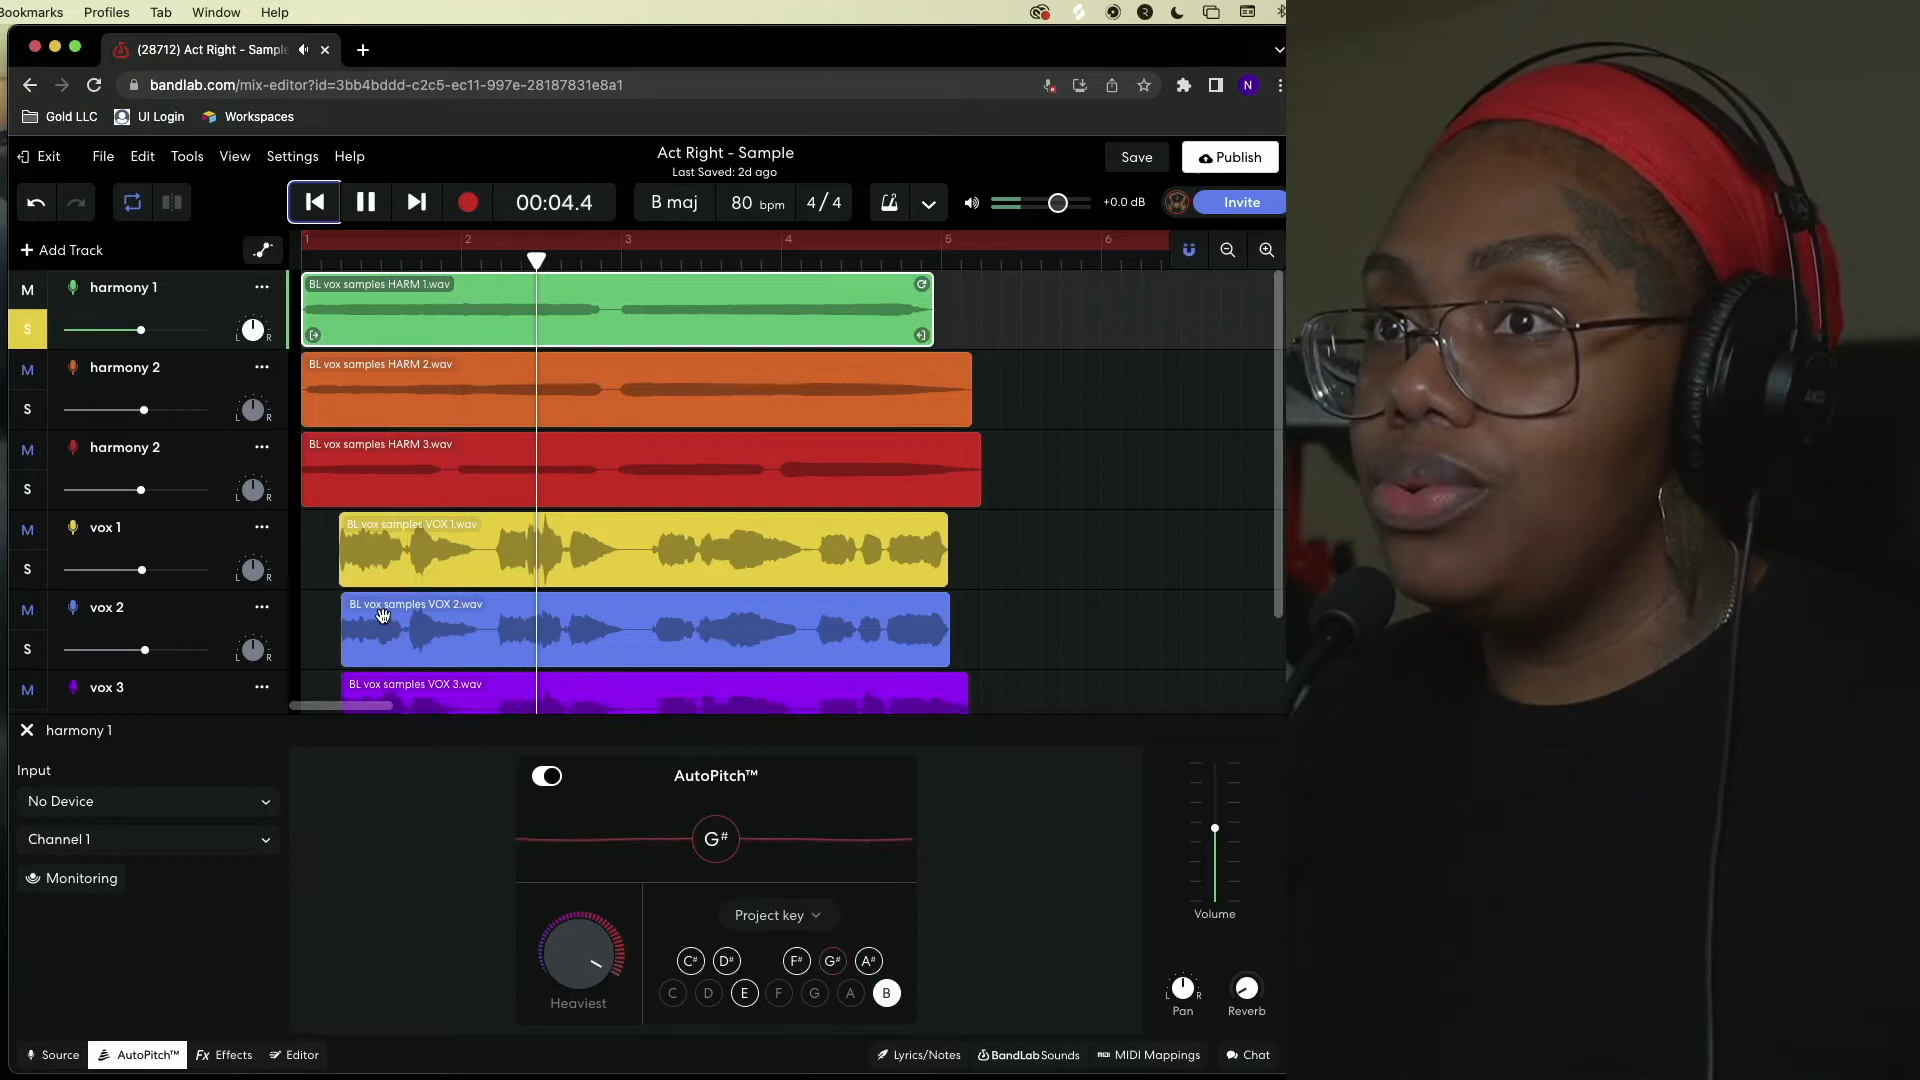 Bookmarks Profiles Tab Window Help
(28712) Act Right - Sample
bandlab.com/mix-editor?id=3bb4bddd-c2c5-ec11-997e-28187831e8a1
N
Gold LLC UI Login Workspaces
Exit File Edit Tools View Settings Help
Act Right - Sample
Last Saved: 2d ago
Save Publish
00:04.4 B maj 80 bpm 4/4 +0.0 dB Invite
Add Track
1 2 3 4 5 6
M harmony 1
S
BL vox samples HARM 1.wav
M harmony 2
S L R
BL vox samples HARM 2.wav
M harmony 2
S L R
BL vox samples HARM 3.wav
M vox 1
S L R
BL vox samples VOX 1.wav
M vox 2
S L R
BL vox samples VOX 2.wav
M vox 3
BL vox samples VOX 3.wav
harmony 1
Input
No Device
Channel 1
Monitoring
AutoPitch™
G#
Project key
C# D# F# G# A#
C D E F G A B
Heaviest
Volume
L R
Pan Reverb
Source AutoPitch™ Fx Effects Editor
Lyrics/Notes BandLab Sounds MIDI Mappings Chat
AKG